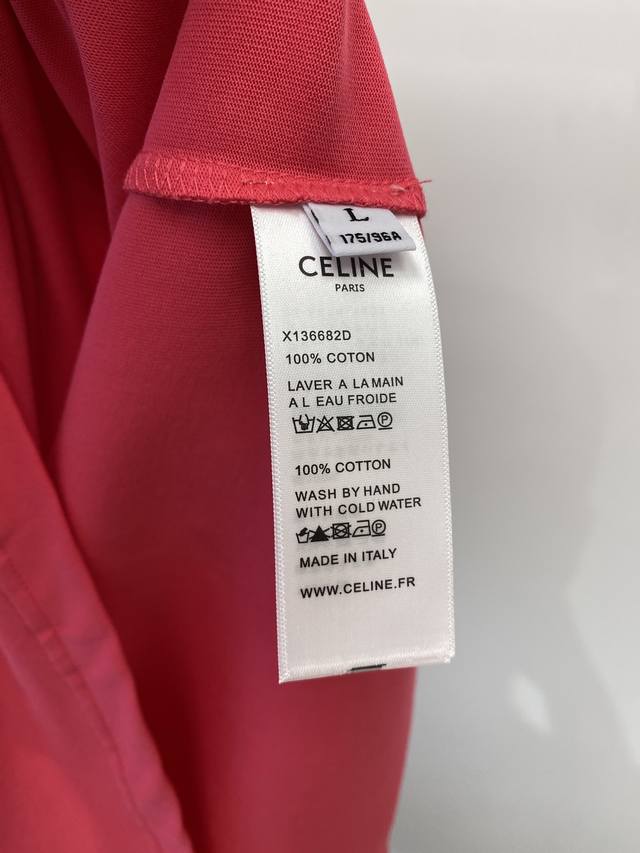 L
175/96A
CELINE
PARIS
X136682D
100% COTON
LAVER A LA MAIN
A L EAU FROIDE
100% COTTON
WASH BY HAND
WITH COLD WATER
MADE IN ITALY
WWW.CELINE.FR